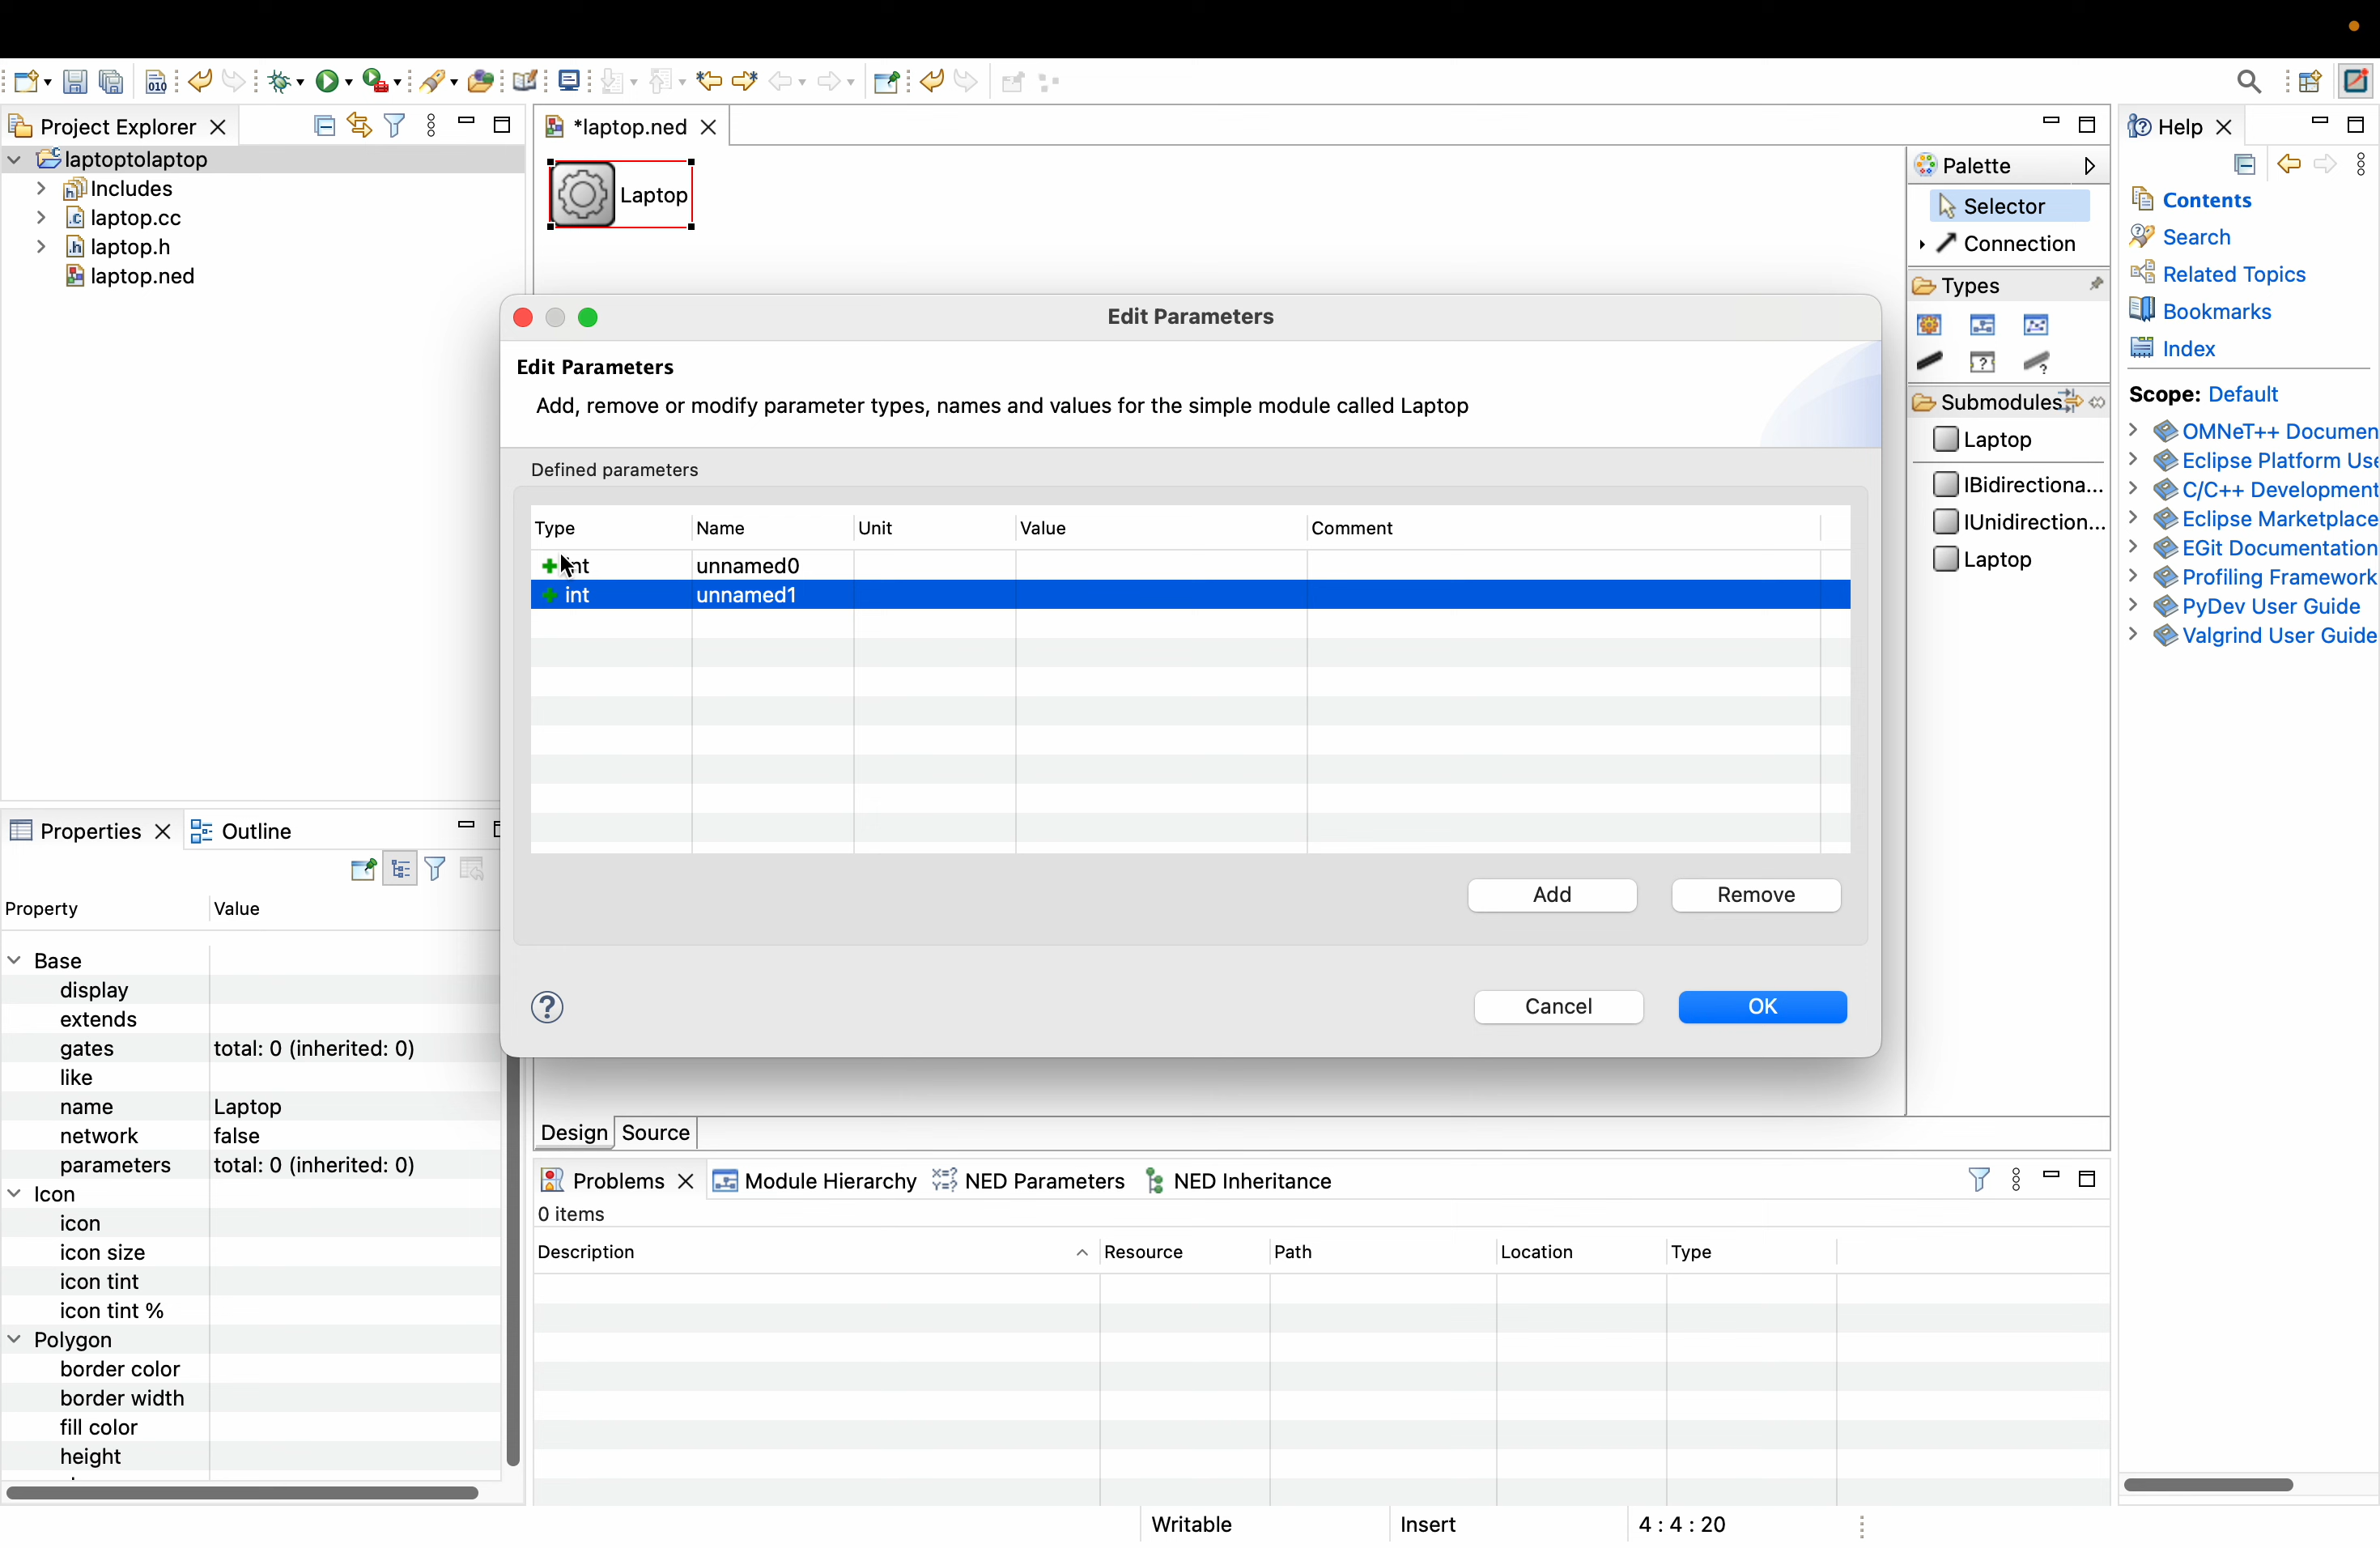 Project Explorer
laptoptolaptop
Includes
laptop.cc
laptop.h
laptop.ned
*laptop.ned
Laptop
Palette
Selector
Connection
Types
Submodules
Laptop
IBidirectiona...
IUnidirection...
Laptop
Help
Contents
Search
Related Topics
Bookmarks
Index
Scope: Default
OMNeT++ Documen
Eclipse Platform Use
C/C++ Development
Eclipse Marketplace
EGit Documentation
Profiling Framework
PyDev User Guide
Valgrind User Guide
Edit Parameters
Edit Parameters
Add, remove or modify parameter types, names and values for the simple module called Laptop
Defined parameters
Type Name Unit Value Comment
int unnamed0
int unnamed1
Add Remove
Cancel OK
Properties Outline
Property Value
Base
display
extends
gates total: 0 (inherited: 0)
like
name Laptop
network false
parameters total: 0 (inherited: 0)
Icon
icon
icon size
icon tint
icon tint %
Polygon
border color
border width
fill color
height
Design Source
Problems Module Hierarchy NED Parameters NED Inheritance
0 items
Description Resource Path Location Type
Writable Insert 4 : 4 : 20